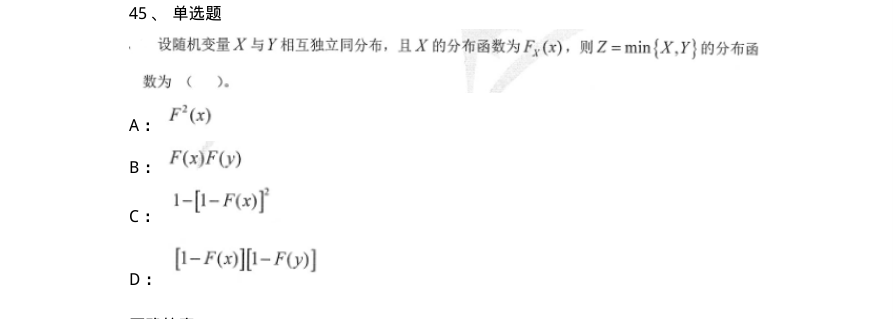 45、 单选题
设随机变量 X 与 Y 相互独立同分布，且 X 的分布函数为 F_X(x)，则 Z = min{X,Y} 的分布函
数为 （ ）。
A： F²(x)
B： F(x)F(y)
C： 1-[1-F(x)]²
D： [1-F(x)][1-F(y)]